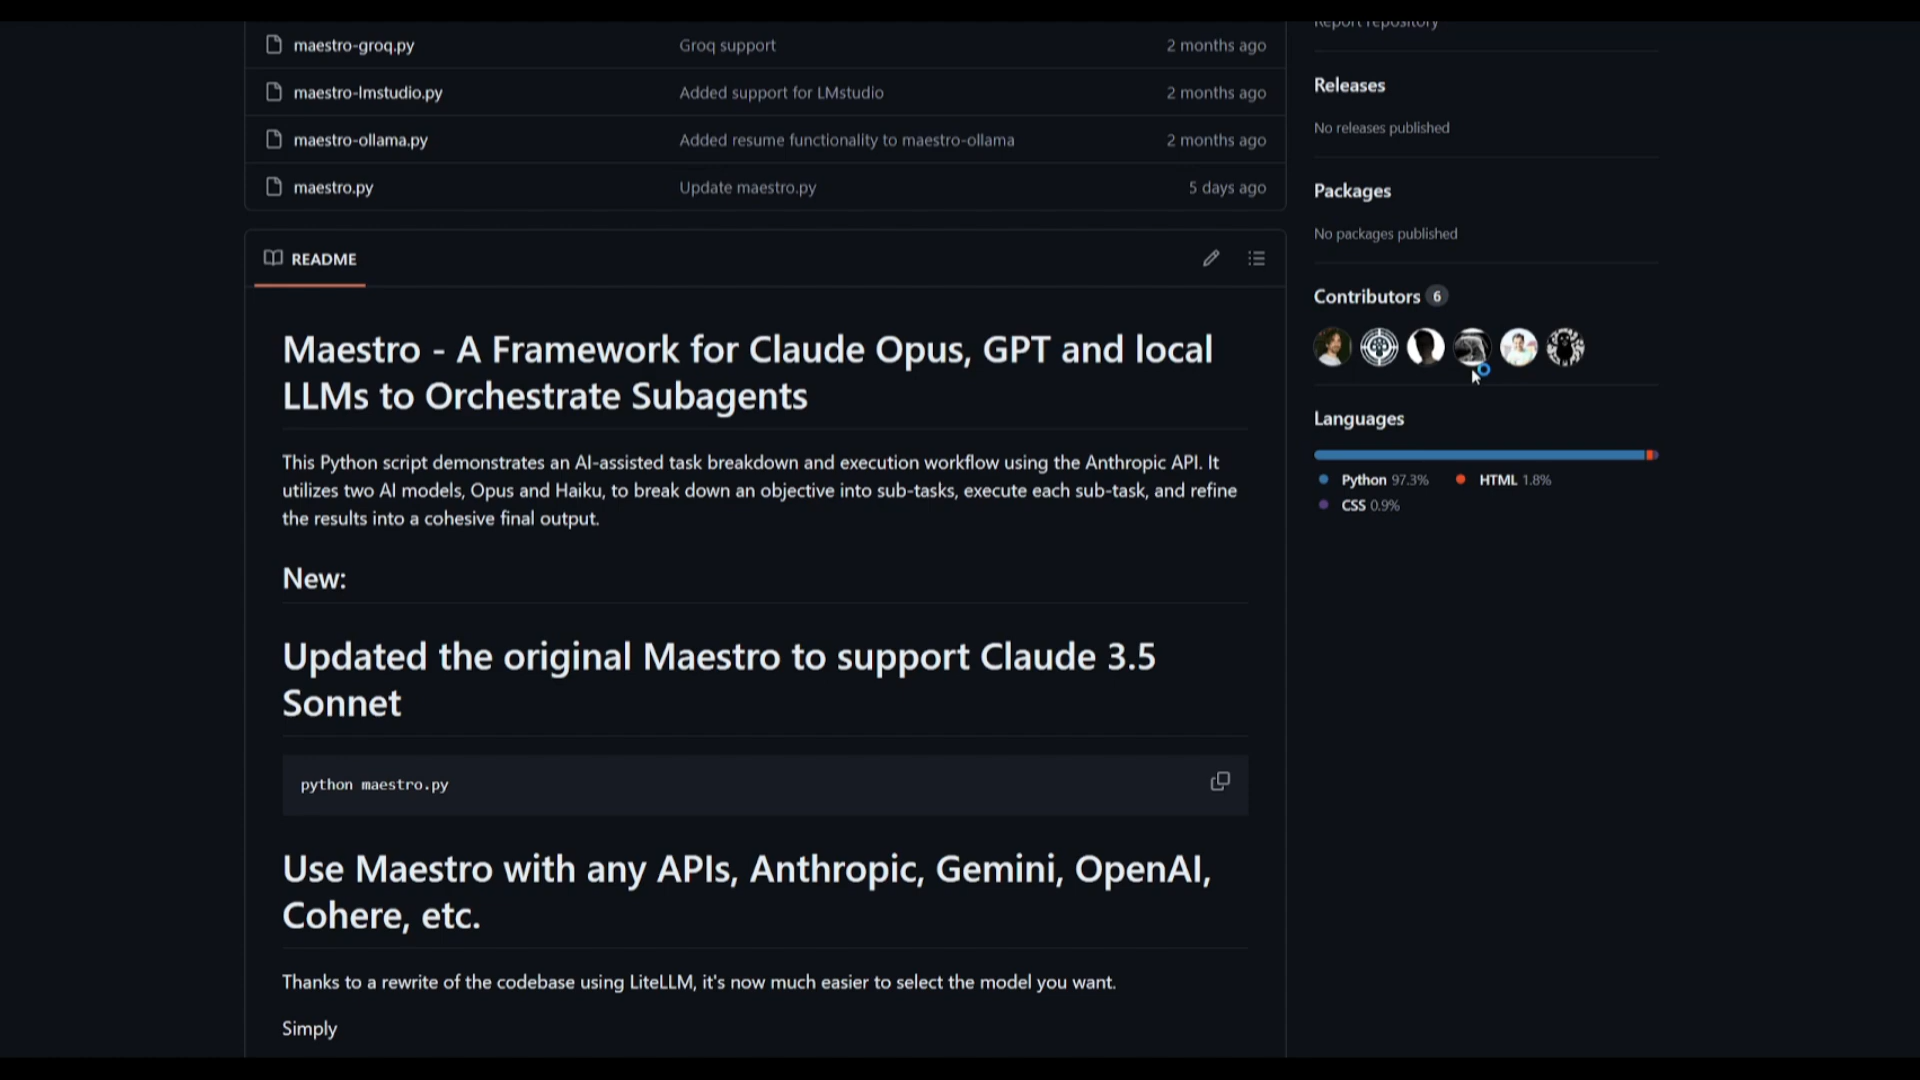 maestro-groq.py Groq support 2 months ago
maestro-lmstudio.py Added support for LMstudio 2 months ago
maestro-ollama.py Added resume functionality to maestro-ollama 2 months ago
maestro.py Update maestro.py 5 days ago
README
Maestro - A Framework for Claude Opus, GPT and local
LLMs to Orchestrate Subagents
This Python script demonstrates an AI-assisted task breakdown and execution workflow using the Anthropic API. It
utilizes two AI models, Opus and Haiku, to break down an objective into sub-tasks, execute each sub-task, and refine
the results into a cohesive final output.
New:
Updated the original Maestro to support Claude 3.5
Sonnet
python maestro.py
Use Maestro with any APIs, Anthropic, Gemini, OpenAI,
Cohere, etc.
Thanks to a rewrite of the codebase using LiteLLM, it's now much easier to select the model you want.
Simply
Report repository
Releases
No releases published
Packages
No packages published
Contributors 6
Languages
Python 97.3% HTML 1.8%
CSS 0.9%